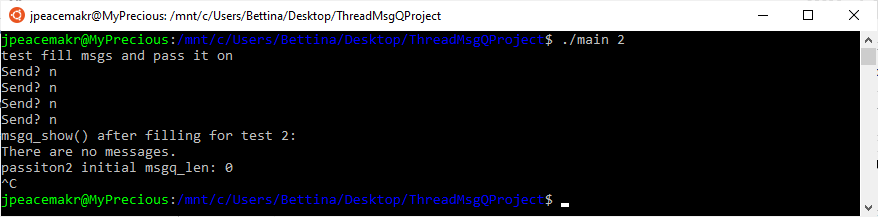 jpeacemakr@MyPrecious: /mnt/c/Users/Bettina/Desktop/ThreadMsgQProject
jpeacemakr@MyPrecious:/mnt/c/Users/Bettina/Desktop/ThreadMsgQProject$ ./main 2
test fill msgs and pass it on
Send? n
Send? n
Send? n
Send? n
msgq_show() after filling for test 2:
There are no messages.
passiton2 initial msgq_len: 0
^C
jpeacemakr@MyPrecious:/mnt/c/Users/Bettina/Desktop/ThreadMsgQProject$